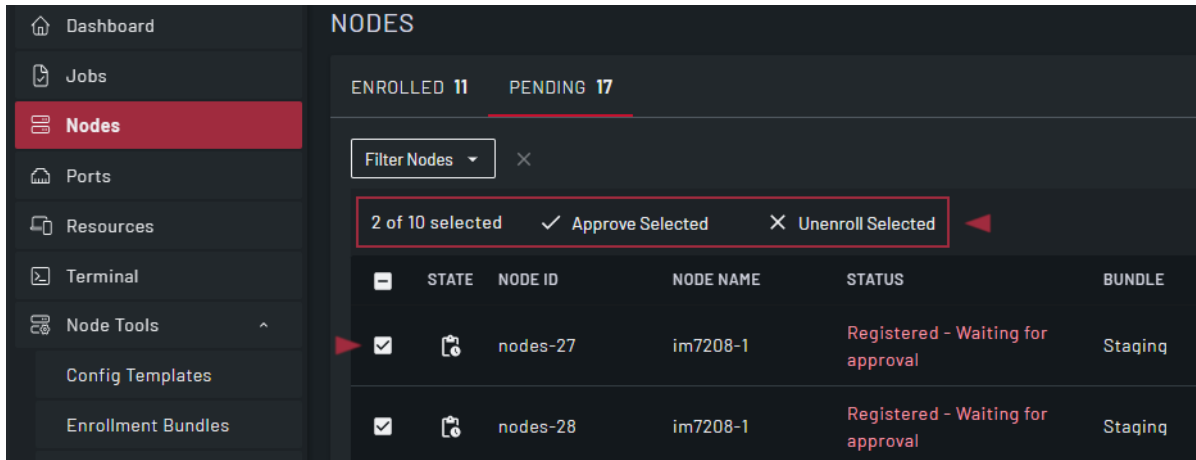 Dashboard
Jobs
Nodes
Ports
Resources
Terminal
Node Tools
Config Templates
Enrollment Bundles
NODES
ENROLLED 11 PENDING 17
Filter Nodes
2 of 10 selected Approve Selected Unenroll Selected
STATE NODE ID NODE NAME STATUS BUNDLE
nodes-27 im7208-1 Registered - Waiting for
approval Staging
nodes-28 im7208-1 Registered - Waiting for
approval Staging